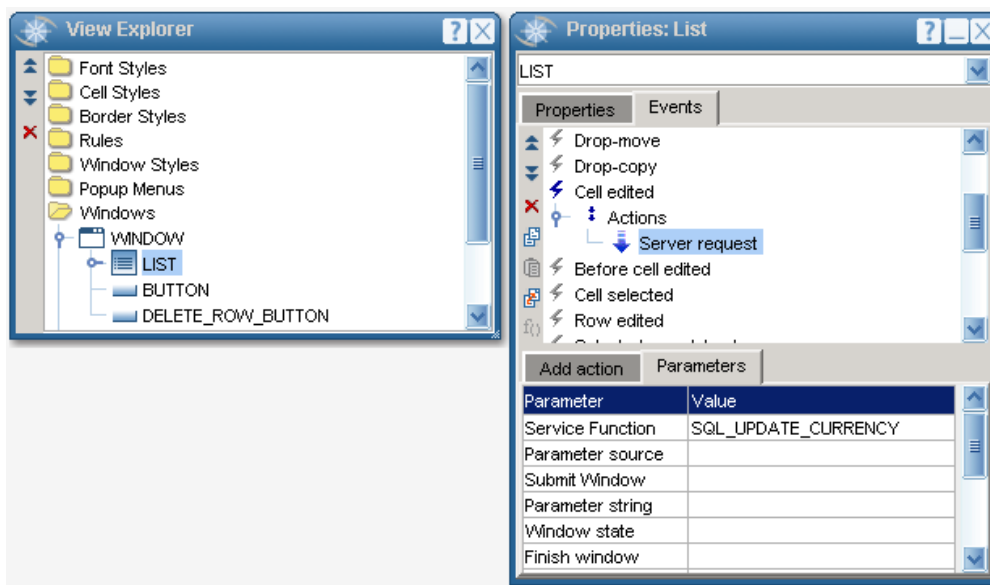 View Explorer
?
Font Styles
Cell Styles
Border Styles
Rules
Window Styles
Popup Menus
Windows
WINDOW
LIST
BUTTON
DELETE_ROW_BUTTON
Properties: List
?
LIST
Properties Events
Drop-move
Drop-copy
Cell edited
Actions
Server request
Before cell edited
Cell selected
Row edited
f()
Add action Parameters
Parameter Value
Service Function SQL_UPDATE_CURRENCY
Parameter source
Submit Window
Parameter string
Window state
Finish window